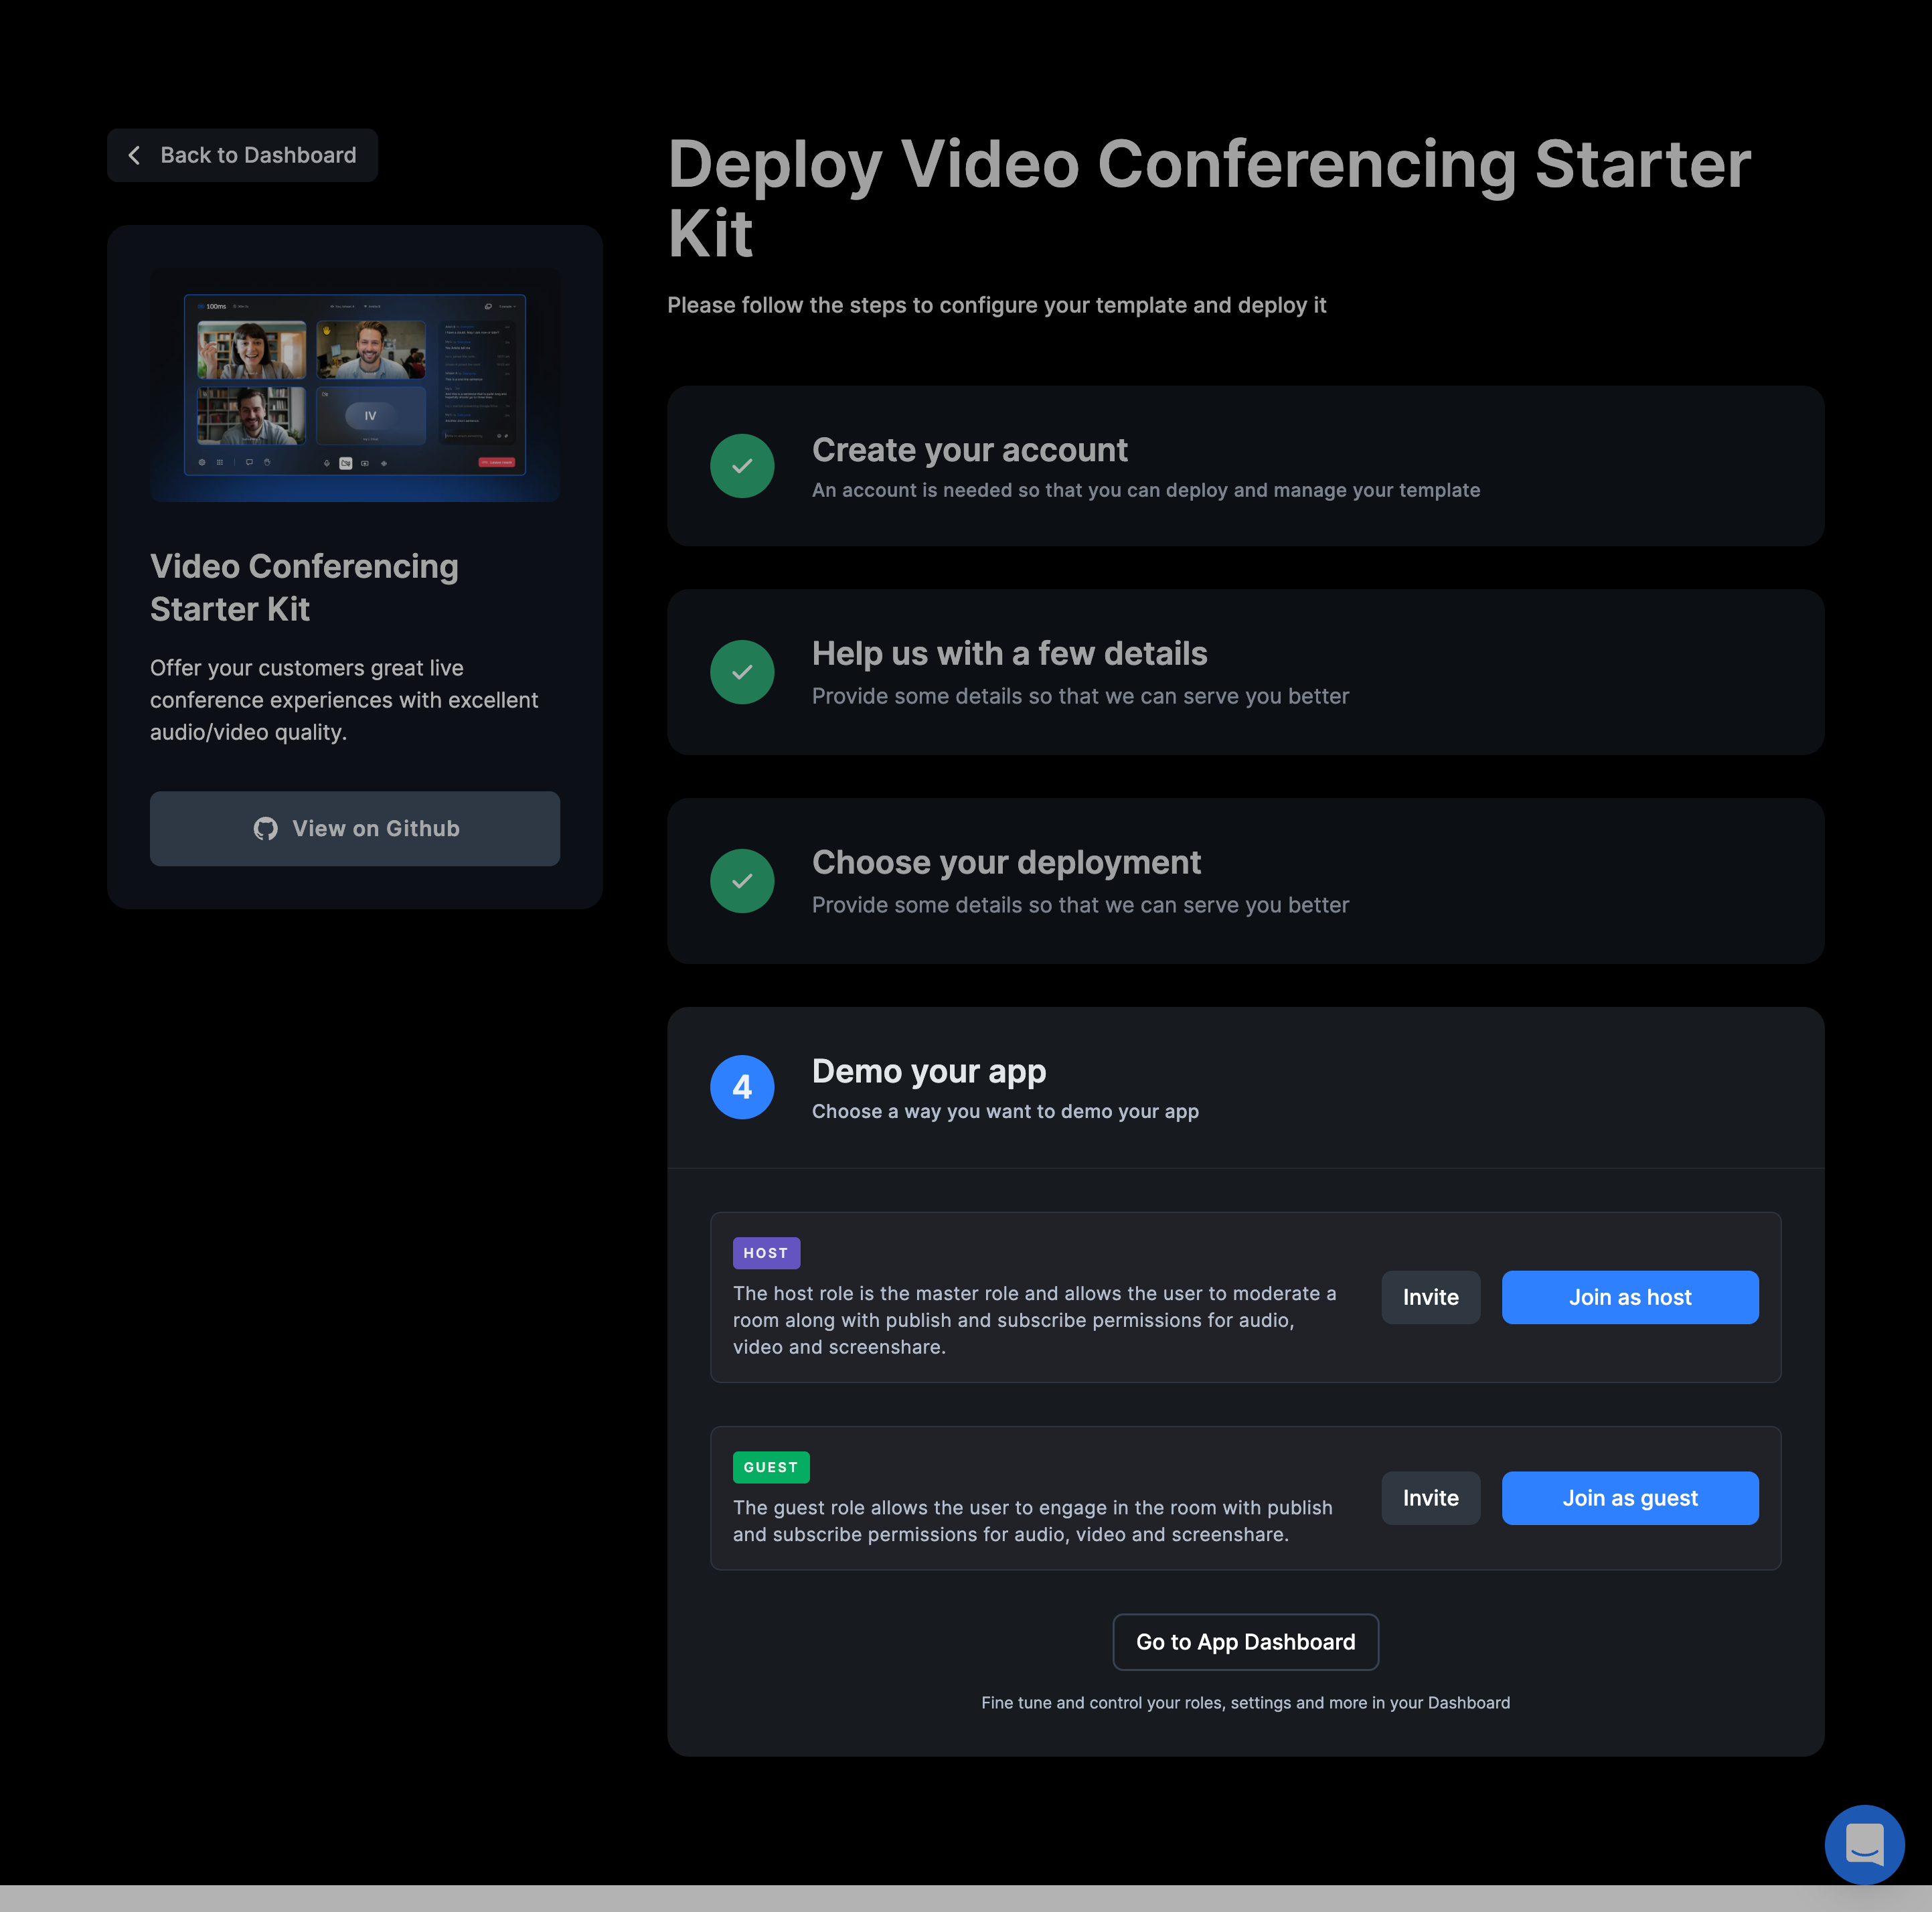 Back to Dashboard
Deploy Video Conferencing Starter
Kit
Please follow the steps to configure your template and deploy it
100ms
IV
Video Conferencing
Starter Kit
Offer your customers great live
conference experiences with excellent
audio/video quality.
View on Github
Create your account
An account is needed so that you can deploy and manage your template
Help us with a few details
Provide some details so that we can serve you better
Choose your deployment
Provide some details so that we can serve you better
4
Demo your app
Choose a way you want to demo your app
HOST
The host role is the master role and allows the user to moderate a
room along with publish and subscribe permissions for audio,
video and screenshare.
Invite
Join as host
GUEST
The guest role allows the user to engage in the room with publish
and subscribe permissions for audio, video and screenshare.
Invite
Join as guest
Go to App Dashboard
Fine tune and control your roles, settings and more in your Dashboard